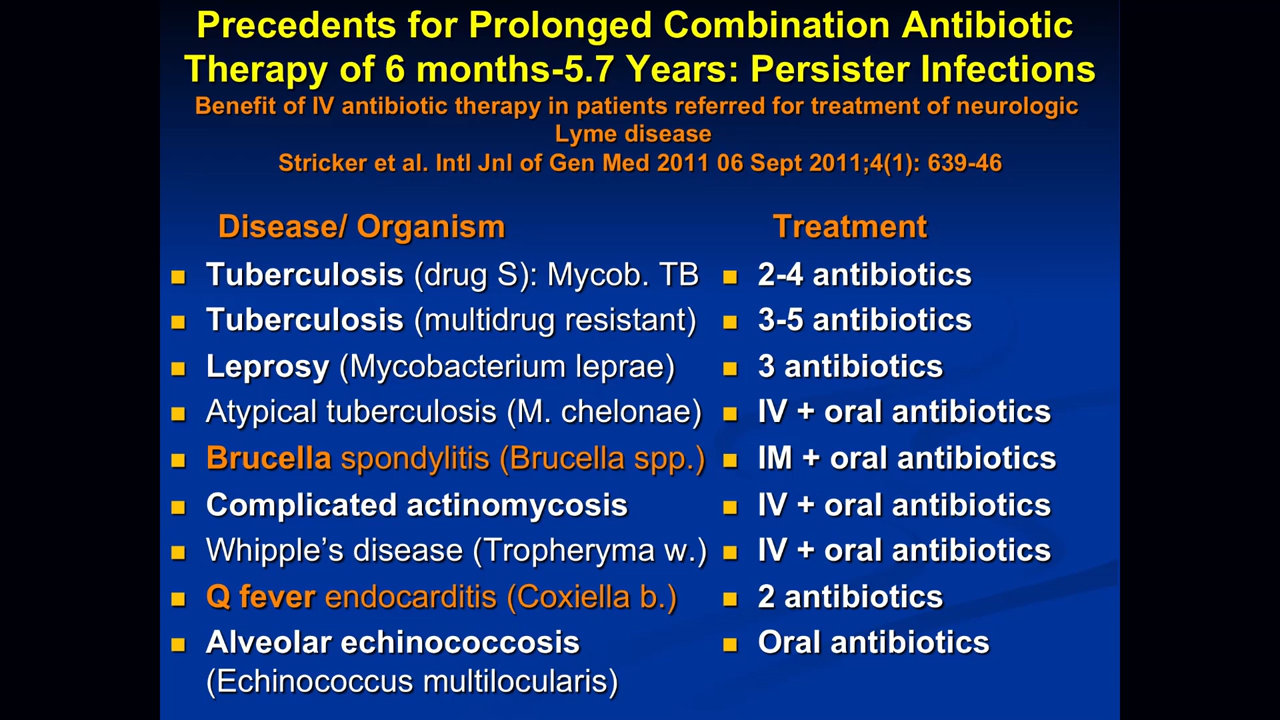 Precedents for Prolonged Combination Antibiotic
Therapy of 6 months-5.7 Years: Persister Infections
Benefit of IV antibiotic therapy in patients referred for treatment of neurologic
Lyme disease
Stricker et al. Intl Jnl of Gen Med 2011 06 Sept 2011;4(1): 639-46
Disease/ Organism Treatment
Tuberculosis (drug S): Mycob. TB 2-4 antibiotics
Tuberculosis (multidrug resistant) 3-5 antibiotics
Leprosy (Mycobacterium leprae) 3 antibiotics
Atypical tuberculosis (M. chelonae) IV + oral antibiotics
Brucella spondylitis (Brucella spp.) IM + oral antibiotics
Complicated actinomycosis IV + oral antibiotics
Whipple's disease (Tropheryma w.) IV + oral antibiotics
Q fever endocarditis (Coxiella b.) 2 antibiotics
Alveolar echinococcosis Oral antibiotics
(Echinococcus multilocularis)